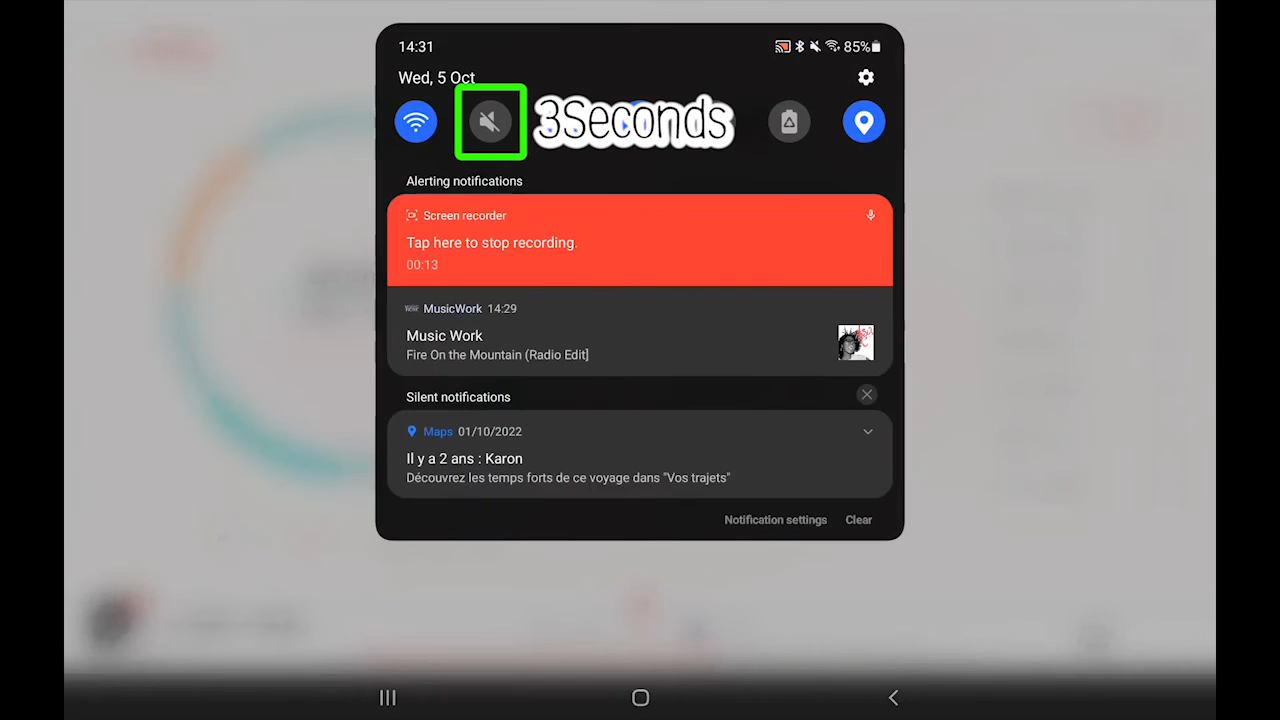 14:31
85%
Wed, 5 Oct
3Seconds
Alerting notifications
Screen recorder
Tap here to stop recording.
00:13
MusicWork 14:29
Music Work
Fire On the Mountain (Radio Edit]
Silent notifications
Maps 01/10/2022
Il y a 2 ans : Karon
Découvrez les temps forts de ce voyage dans "Vos trajets"
Notification settings Clear